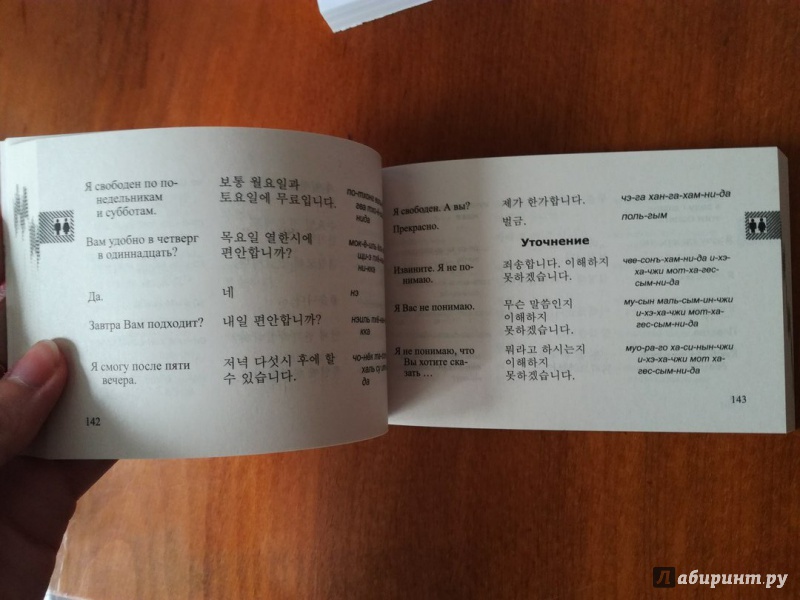 Я свободен по по-
недельникам
и субботам.
보통 월요일과
토요일에 무료입니다.
Вам удобно в четверг
в одиннадцать?
목요일 열한시에
편안합니까?
Да.
네
нэ
Завтра Вам подходит?
내일 편안합니까?
Я смогу после пяти
вечера.
저녁 다섯시 후에 할
수 있습니다.
142
Я свободен. А вы?
제가 한가합니다.
чэ-га хан-га-хам-ни-да
Прекрасно.
벌금.
поль-гым
Уточнение
Извините. Я не по-
нимаю.
죄송합니다. 이해하지
못하겠습니다.
чве-сонъ-хам-ни-да и-хэ-
ха-чжи мот-ха-гес-
сым-ни-да
Я Вас не понимаю.
무슨 말씀인지
이해하지
못하겠습니다.
му-сын маль-сым-ин-чжи
и-хэ-ха-чжи мот-ха-
гес-сым-ни-да
Я не понимаю, что
Вы хотите ска-
зать ...
뭐라고 하시는지
이해하지
못하겠습니다.
муо-ра-го ха-си-нын-чжи
и-хэ-ха-чжи мот ха-
гес-сым-ни-да
143
Лабиринт.ру